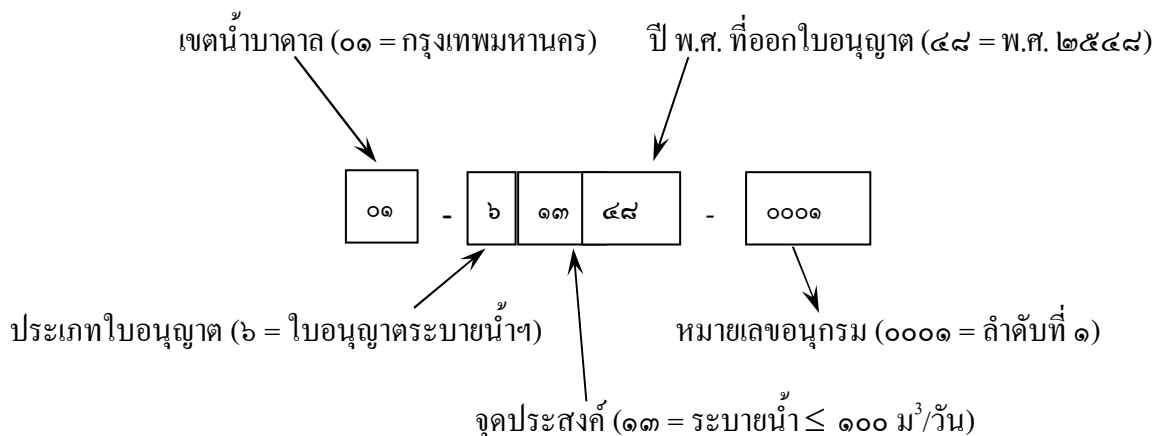 เขตน้ำบาดาล (๐๑ = กรุงเทพมหานคร) ปี พ.ศ. ที่ออกใบอนุญาต (๔๘ = พ.ศ. ๒๕๔๘)
๐๑ - ๖ ๑๓ ๔๘ - ๐๐๐๑
ประเภทใบอนุญาต (๖ = ใบอนุญาตระบายน้ำฯ) หมายเลขอนุกรม (๐๐๐๑ = ลำดับที่ ๑)
จุดประสงค์ (๑๓ = ระบายน้ำ ≤ ๑๐๐ ม³/วัน)